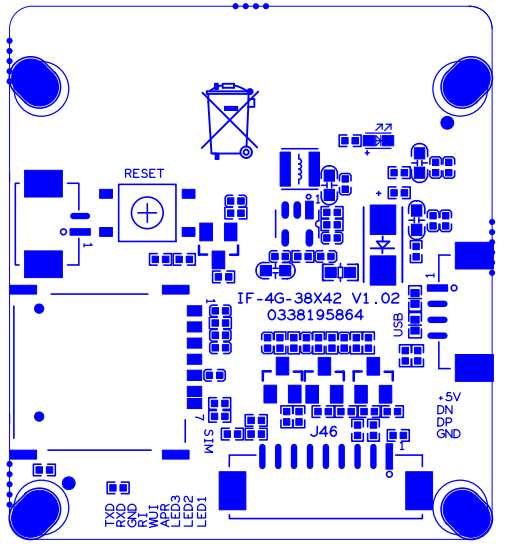 RESET
1
1
1
1
IF-4G-38X42 V1.02
0338195864
USB
+5V
DN
DP
GND
7
SIM
J46
1
TXD
RXD
GND
RI
WUI
APR
LED3
LED2
LED1